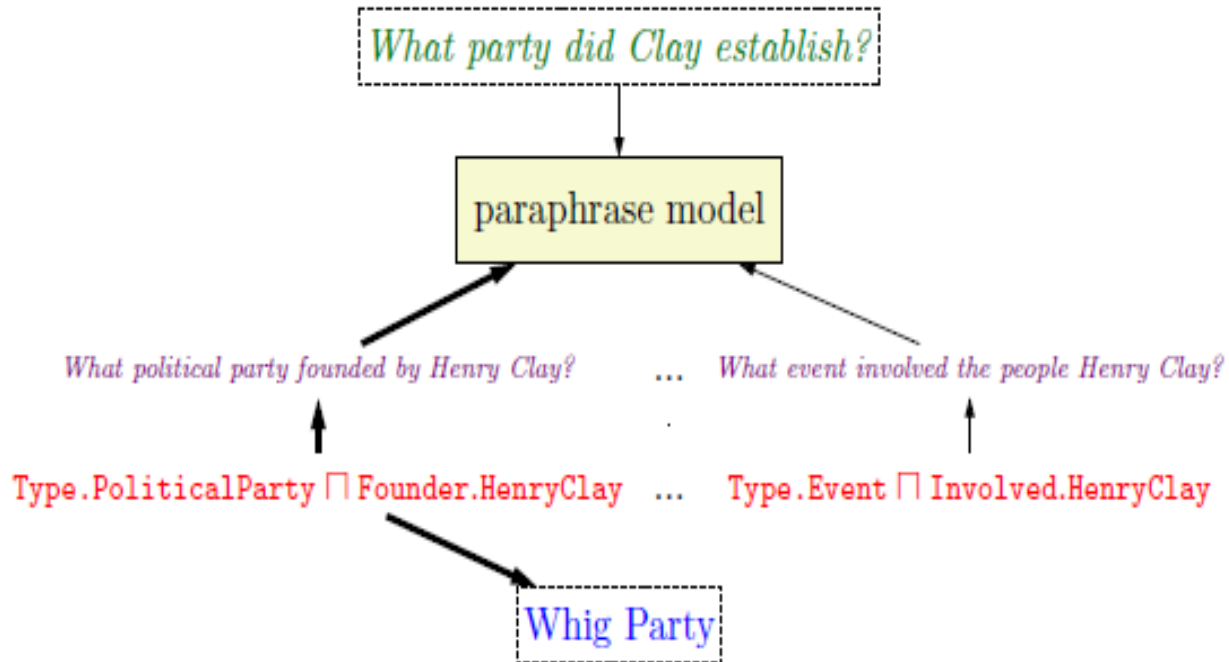 What party did Clay establish?
paraphrase model
What political party founded by Henry Clay? ... What event involved the people Henry Clay?
.
Type.PoliticalParty ⊓ Founder.HenryClay ... Type.Event ⊓ Involved.HenryClay
Whig Party